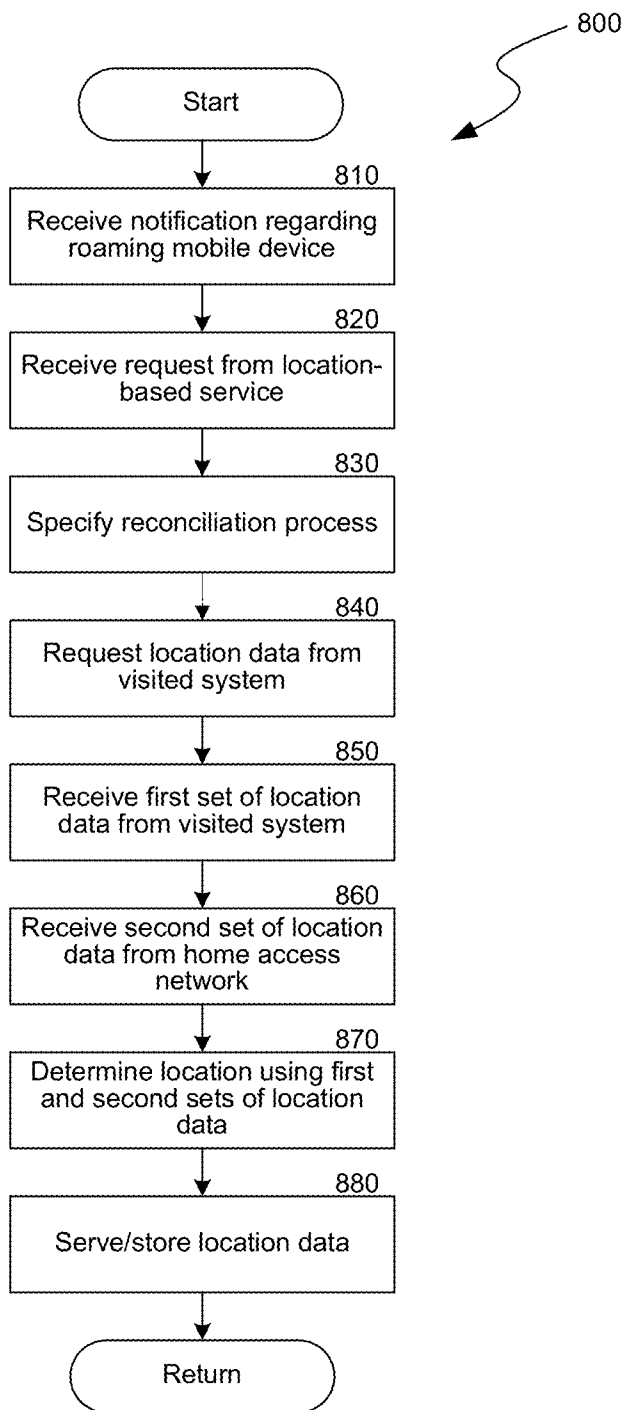 800
Start
810
Receive notification regarding
roaming mobile device
820
Receive request from location-
based service
830
Specify reconciliation process
840
Request location data from
visited system
850
Receive first set of location
data from visited system
860
Receive second set of location
data from home access
network
870
Determine location using first
and second sets of location
data
880
Serve/store location data
Return